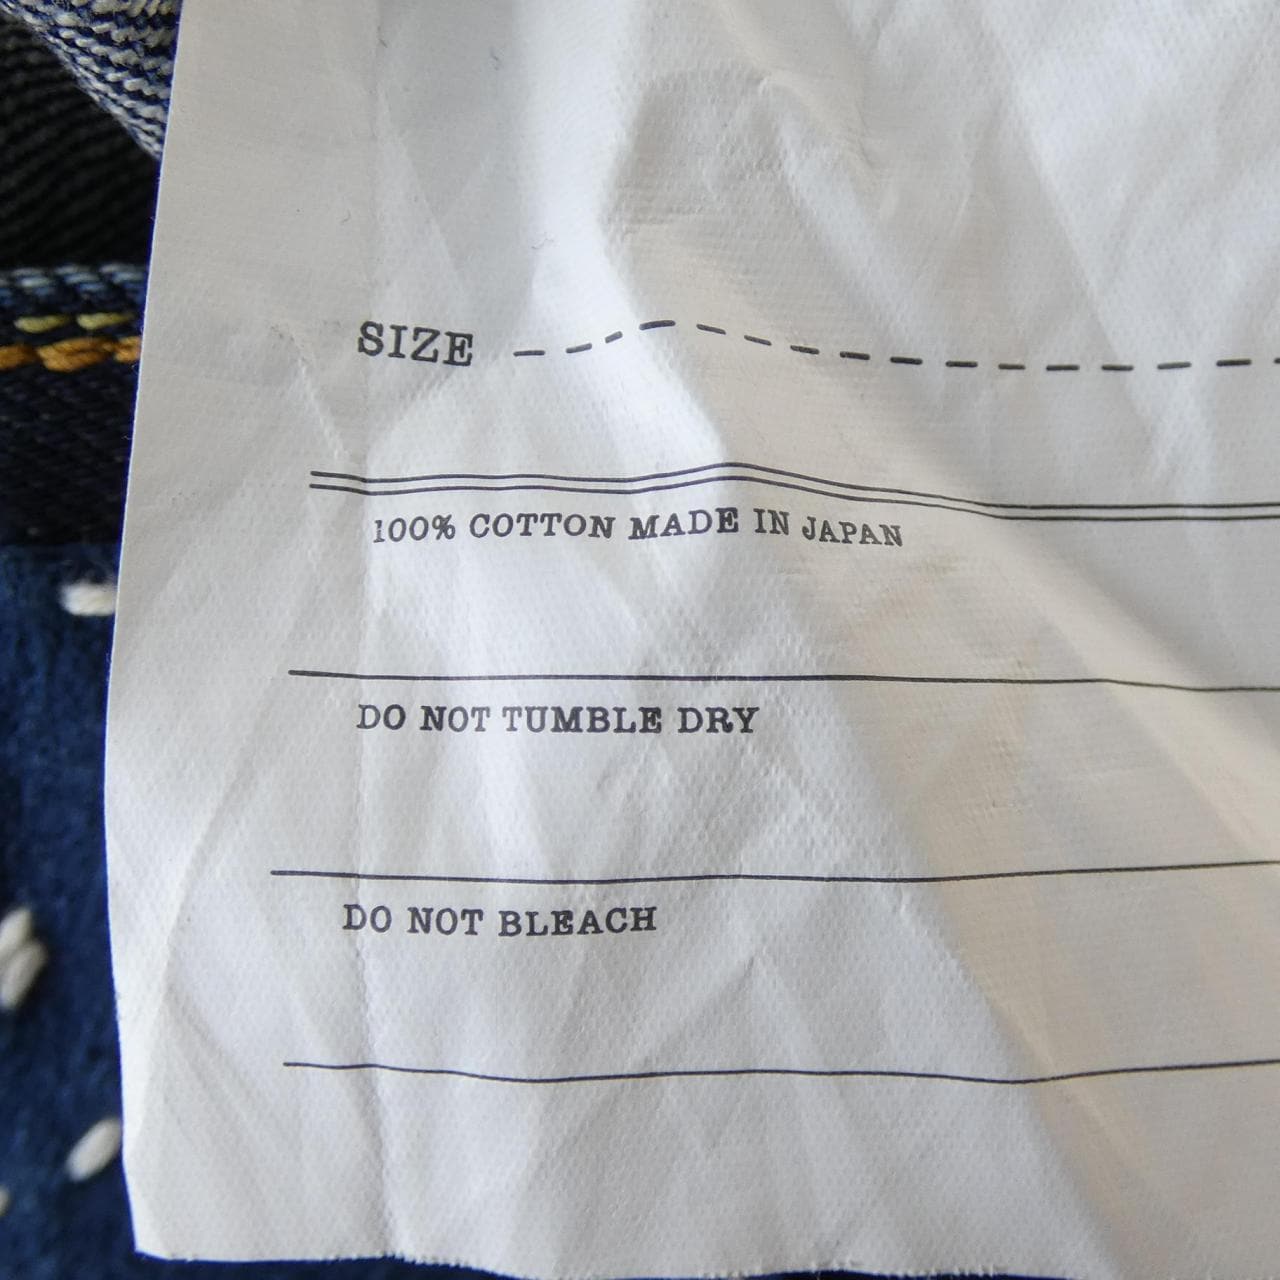 SIZE
100% COTTON MADE IN JAPAN
DO NOT TUMBLE DRY
DO NOT BLEACH